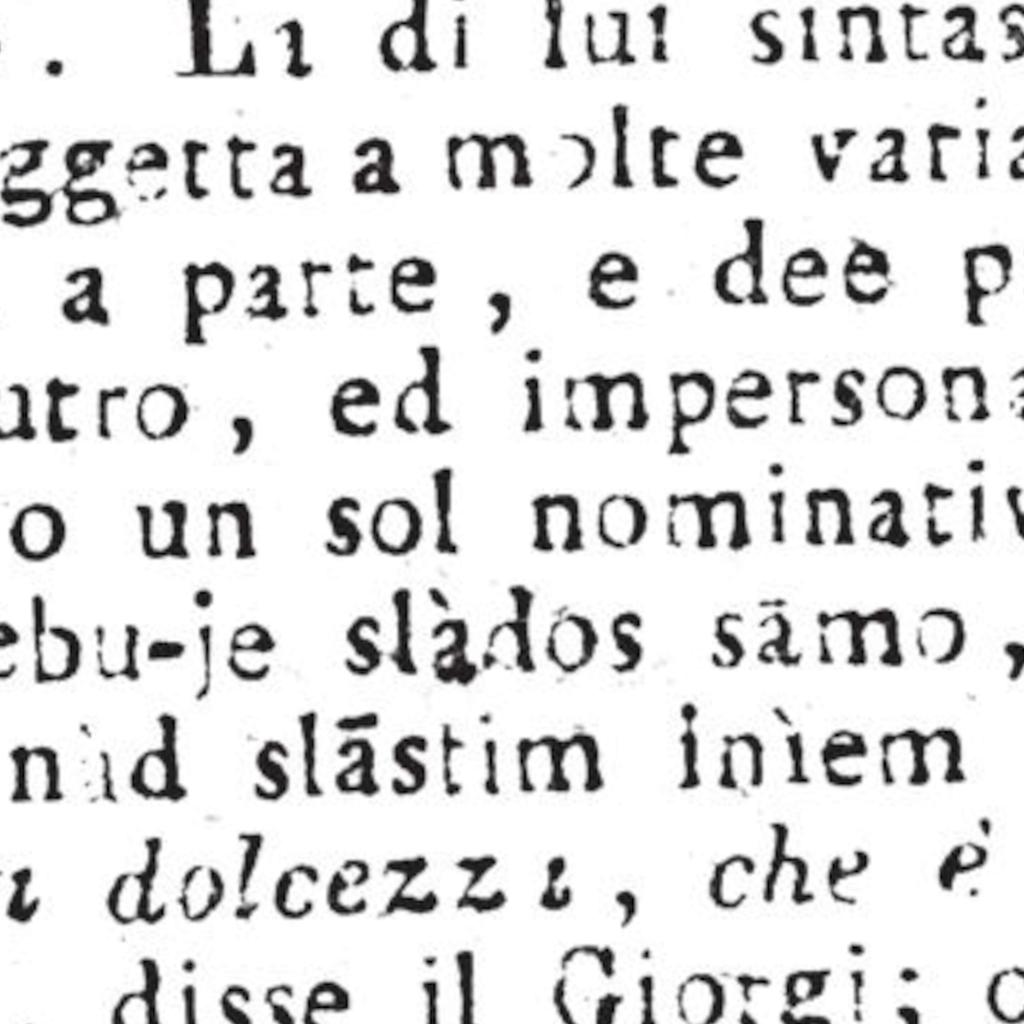 . La di lui sintas
ggetta a molte varia
a parte, e dee p
utro, ed impersona
o un sol nominativ
ebu-je slàdos sāmo,
nìd slāstim inìem
a dolcezza, che è
disse il Giorgi; o